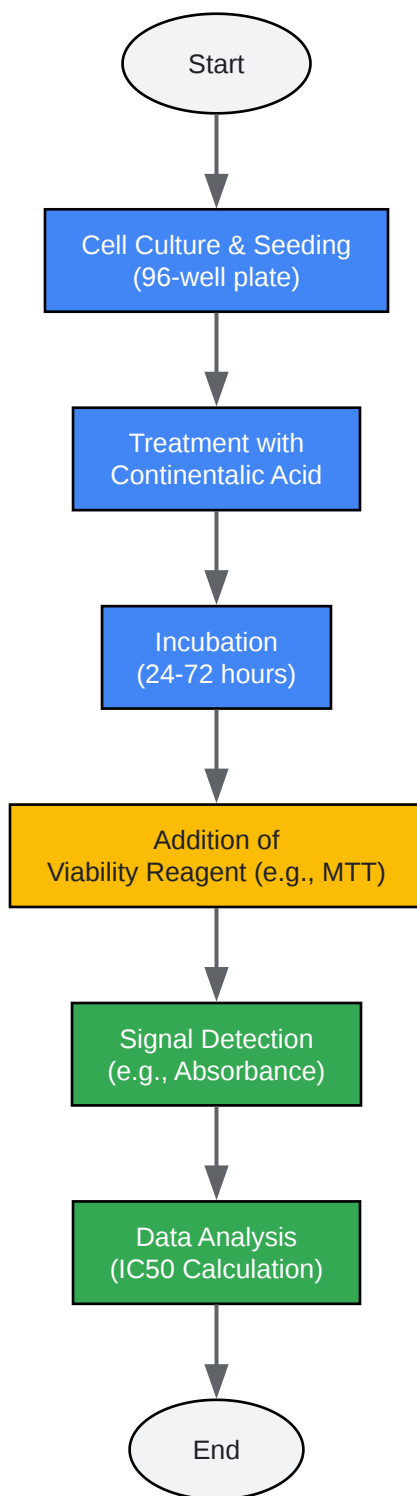 Start
Cell Culture & Seeding
(96-well plate)
Treatment with
Continentalic Acid
Incubation
(24-72 hours)
Addition of
Viability Reagent (e.g., MTT)
Signal Detection
(e.g., Absorbance)
Data Analysis
(IC50 Calculation)
End